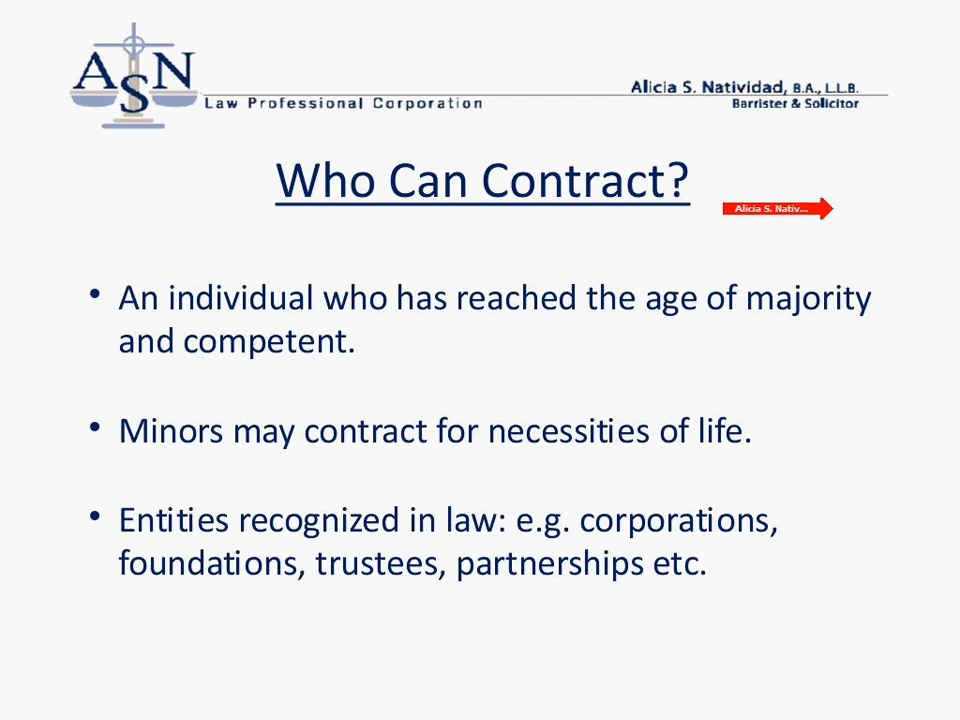 ASN
Law Professional Corporation
Alicia S. Natividad, B.A., L.L.B.
Barrister & Solicitor
Who Can Contract?
Alicia S. Nativ...
• An individual who has reached the age of majority
and competent.
• Minors may contract for necessities of life.
• Entities recognized in law: e.g. corporations,
foundations, trustees, partnerships etc.